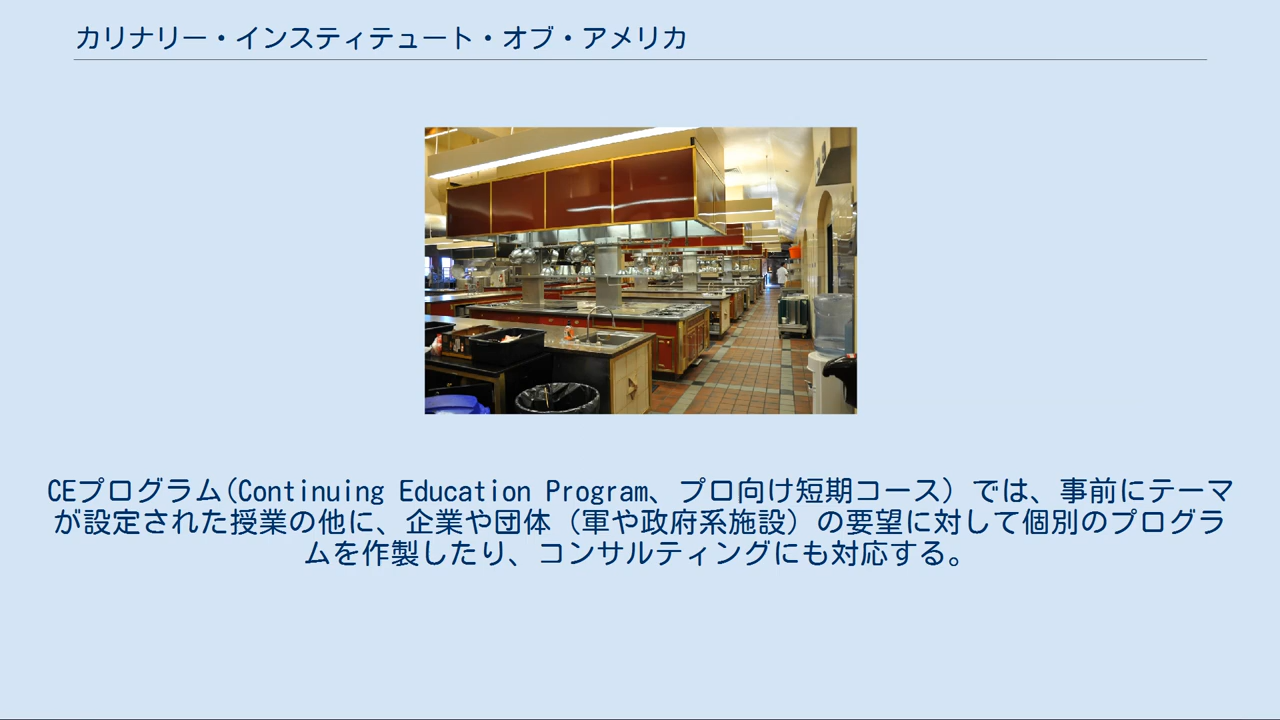 カリナリー・インスティテュート・オブ・アメリカ
CEプログラム(Continuing Education Program、プロ向け短期コース）では、事前にテーマ
が設定された授業の他に、企業や団体（軍や政府系施設）の要望に対して個別のプログラ
ムを作製したり、コンサルティングにも対応する。